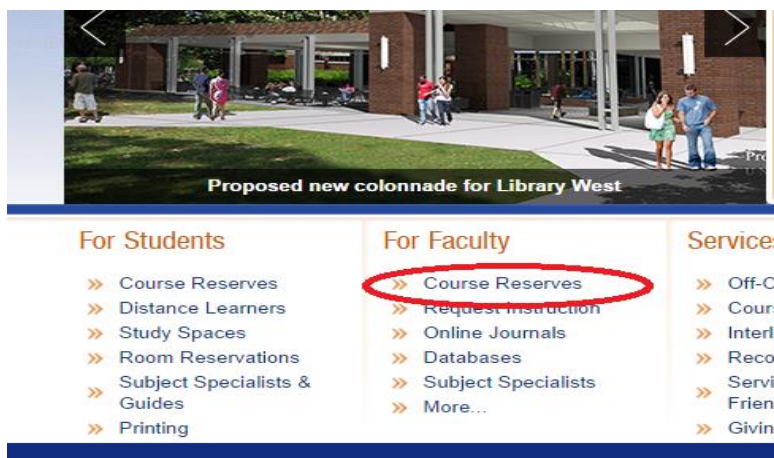 Proposed new colonnade for Library West
For Students
Course Reserves
Distance Learners
Study Spaces
Room Reservations
Subject Specialists &
Guides
Printing
For Faculty
Course Reserves
Request Instruction
Online Journals
Databases
Subject Specialists
More...